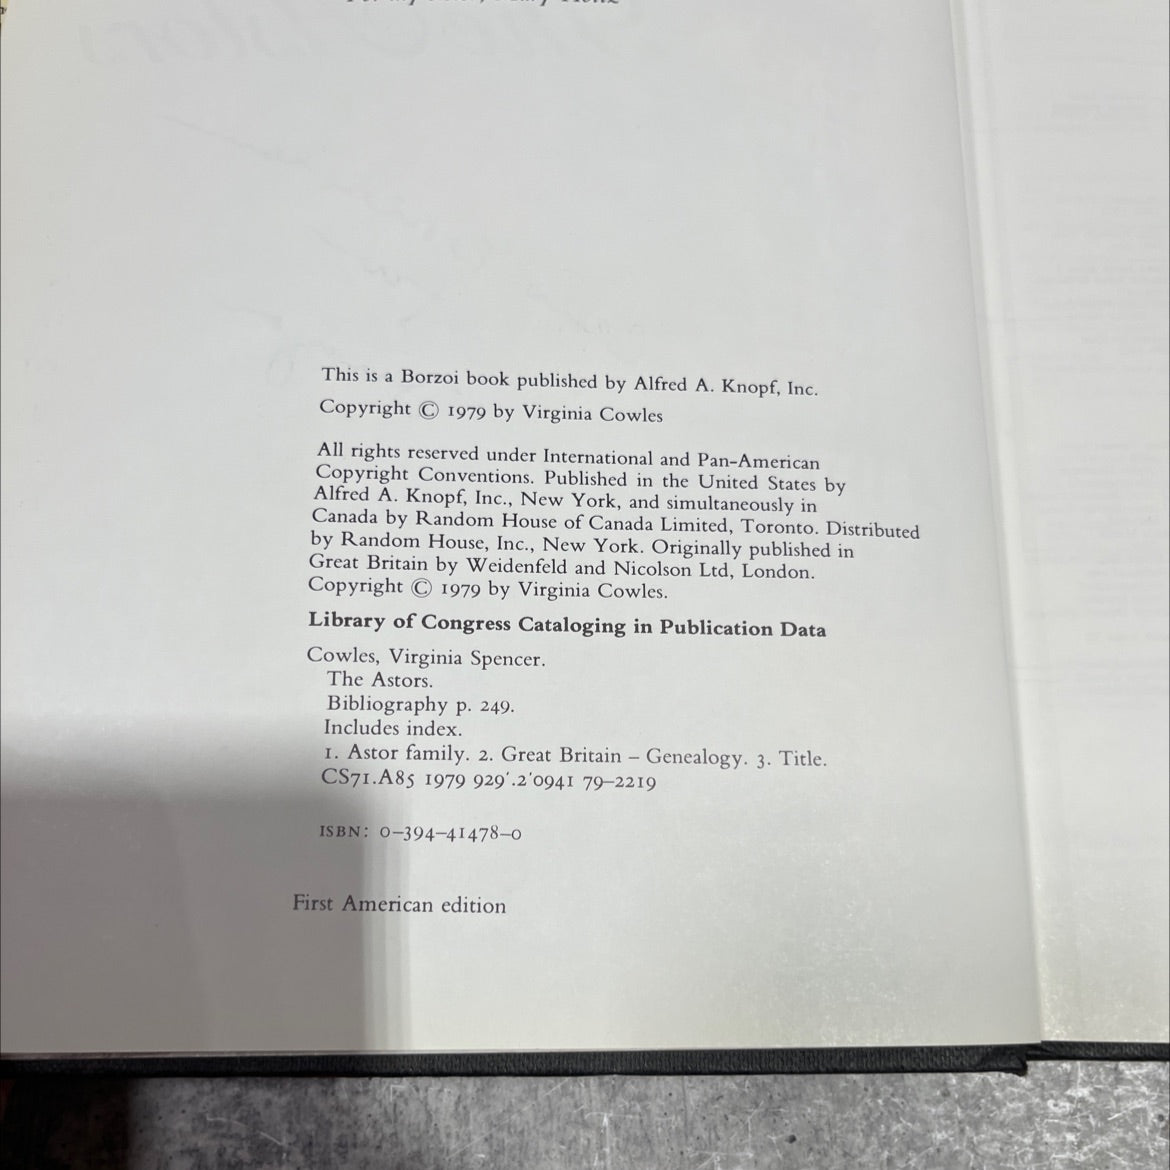 This is a Borzoi book published by Alfred A. Knopf, Inc.
Copyright © 1979 by Virginia Cowles
All rights reserved under International and Pan-American
Copyright Conventions. Published in the United States by
Alfred A. Knopf, Inc., New York, and simultaneously in
Canada by Random House of Canada Limited, Toronto. Distributed
by Random House, Inc., New York. Originally published in
Great Britain by Weidenfeld and Nicolson Ltd, London.
Copyright © 1979 by Virginia Cowles.
Library of Congress Cataloging in Publication Data
Cowles, Virginia Spencer.
The Astors.
Bibliography p. 249.
Includes index.
1. Astor family. 2. Great Britain – Genealogy. 3. Title.
CS71.A85 1979 929′.2′0941 79–2219
ISBN: 0–394–41478–0
First American edition